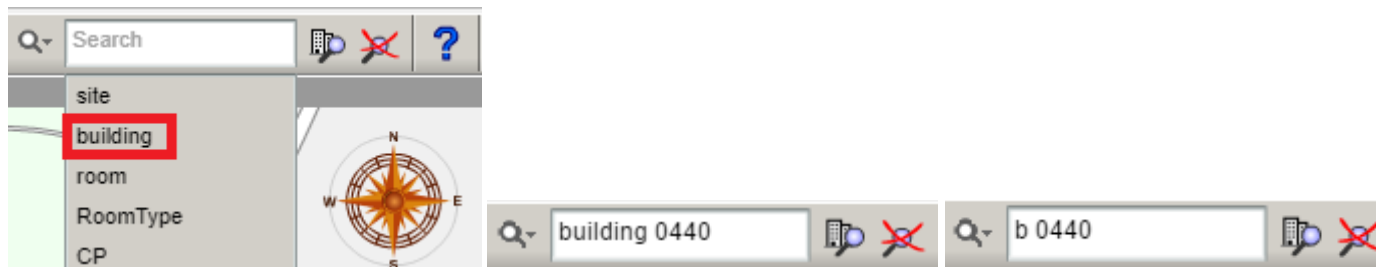 Search
?
site
building
room
RoomType
CP
N
W
E
S
building 0440
b 0440